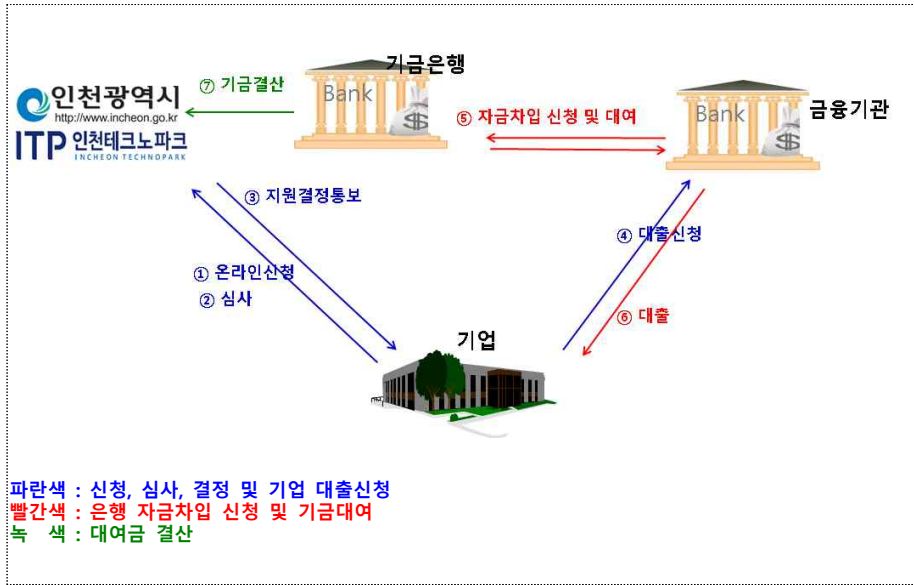 기금은행
⑦ 기금결산
Bank
인천광역시
http://www.incheon.go.kr
ITP 인천테크노파크
INCHEON TECHNOPARK
⑤ 자금차입 신청 및 대여
Bank
금융기관
③ 지원결정통보
④ 대출신청
① 온라인신청
② 심사
⑥ 대출
기업
파란색 : 신청, 심사, 결정 및 기업 대출신청
빨간색 : 은행 자금차입 신청 및 기금대여
녹 색 : 대여금 결산